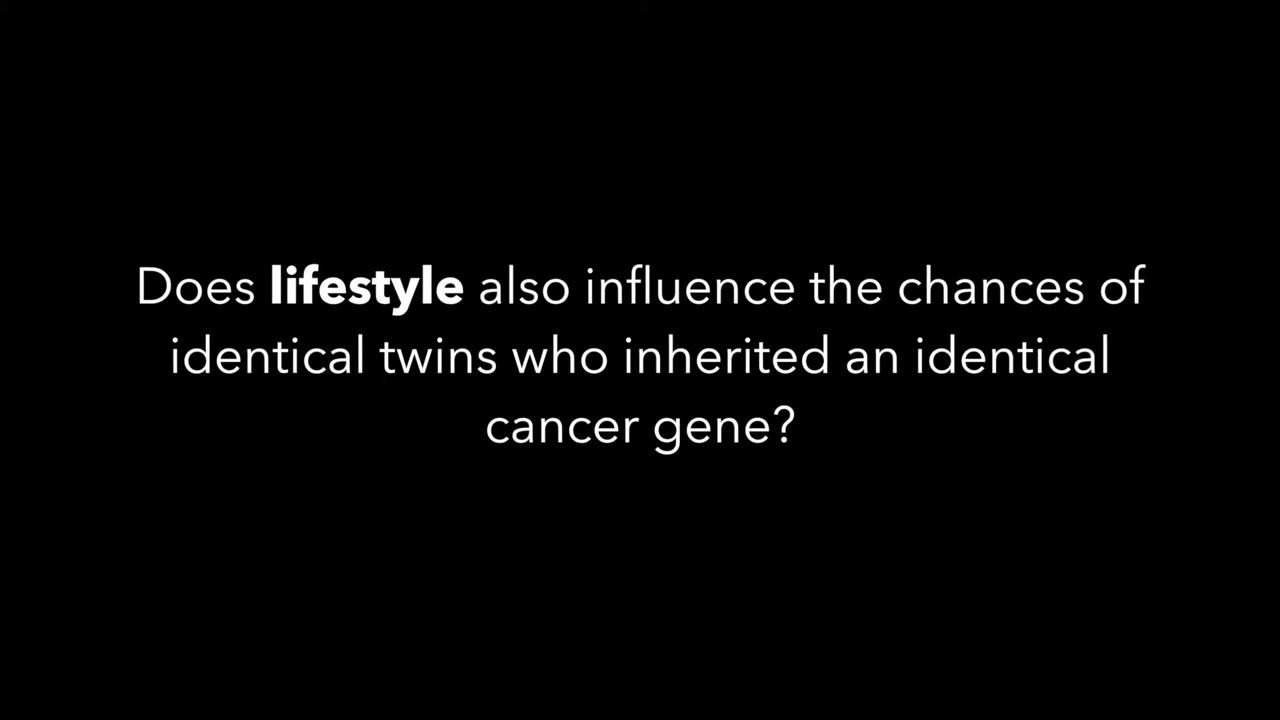 Does lifestyle also influence the chances of
identical twins who inherited an identical
cancer gene?